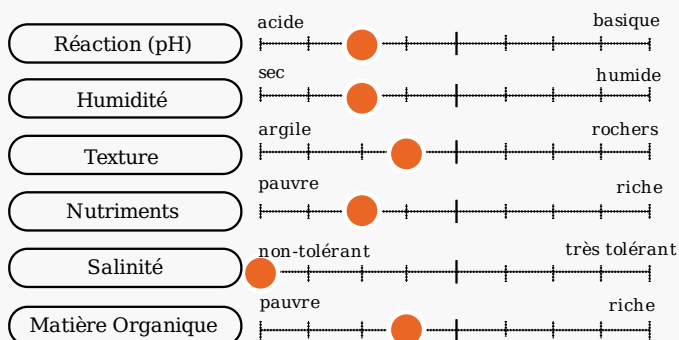 acide basique
Réaction (pH)
sec humide
Humidité
argile rochers
Texture
pauvre riche
Nutriments
non-tolérant très tolérant
Salinité
pauvre riche
Matière Organique